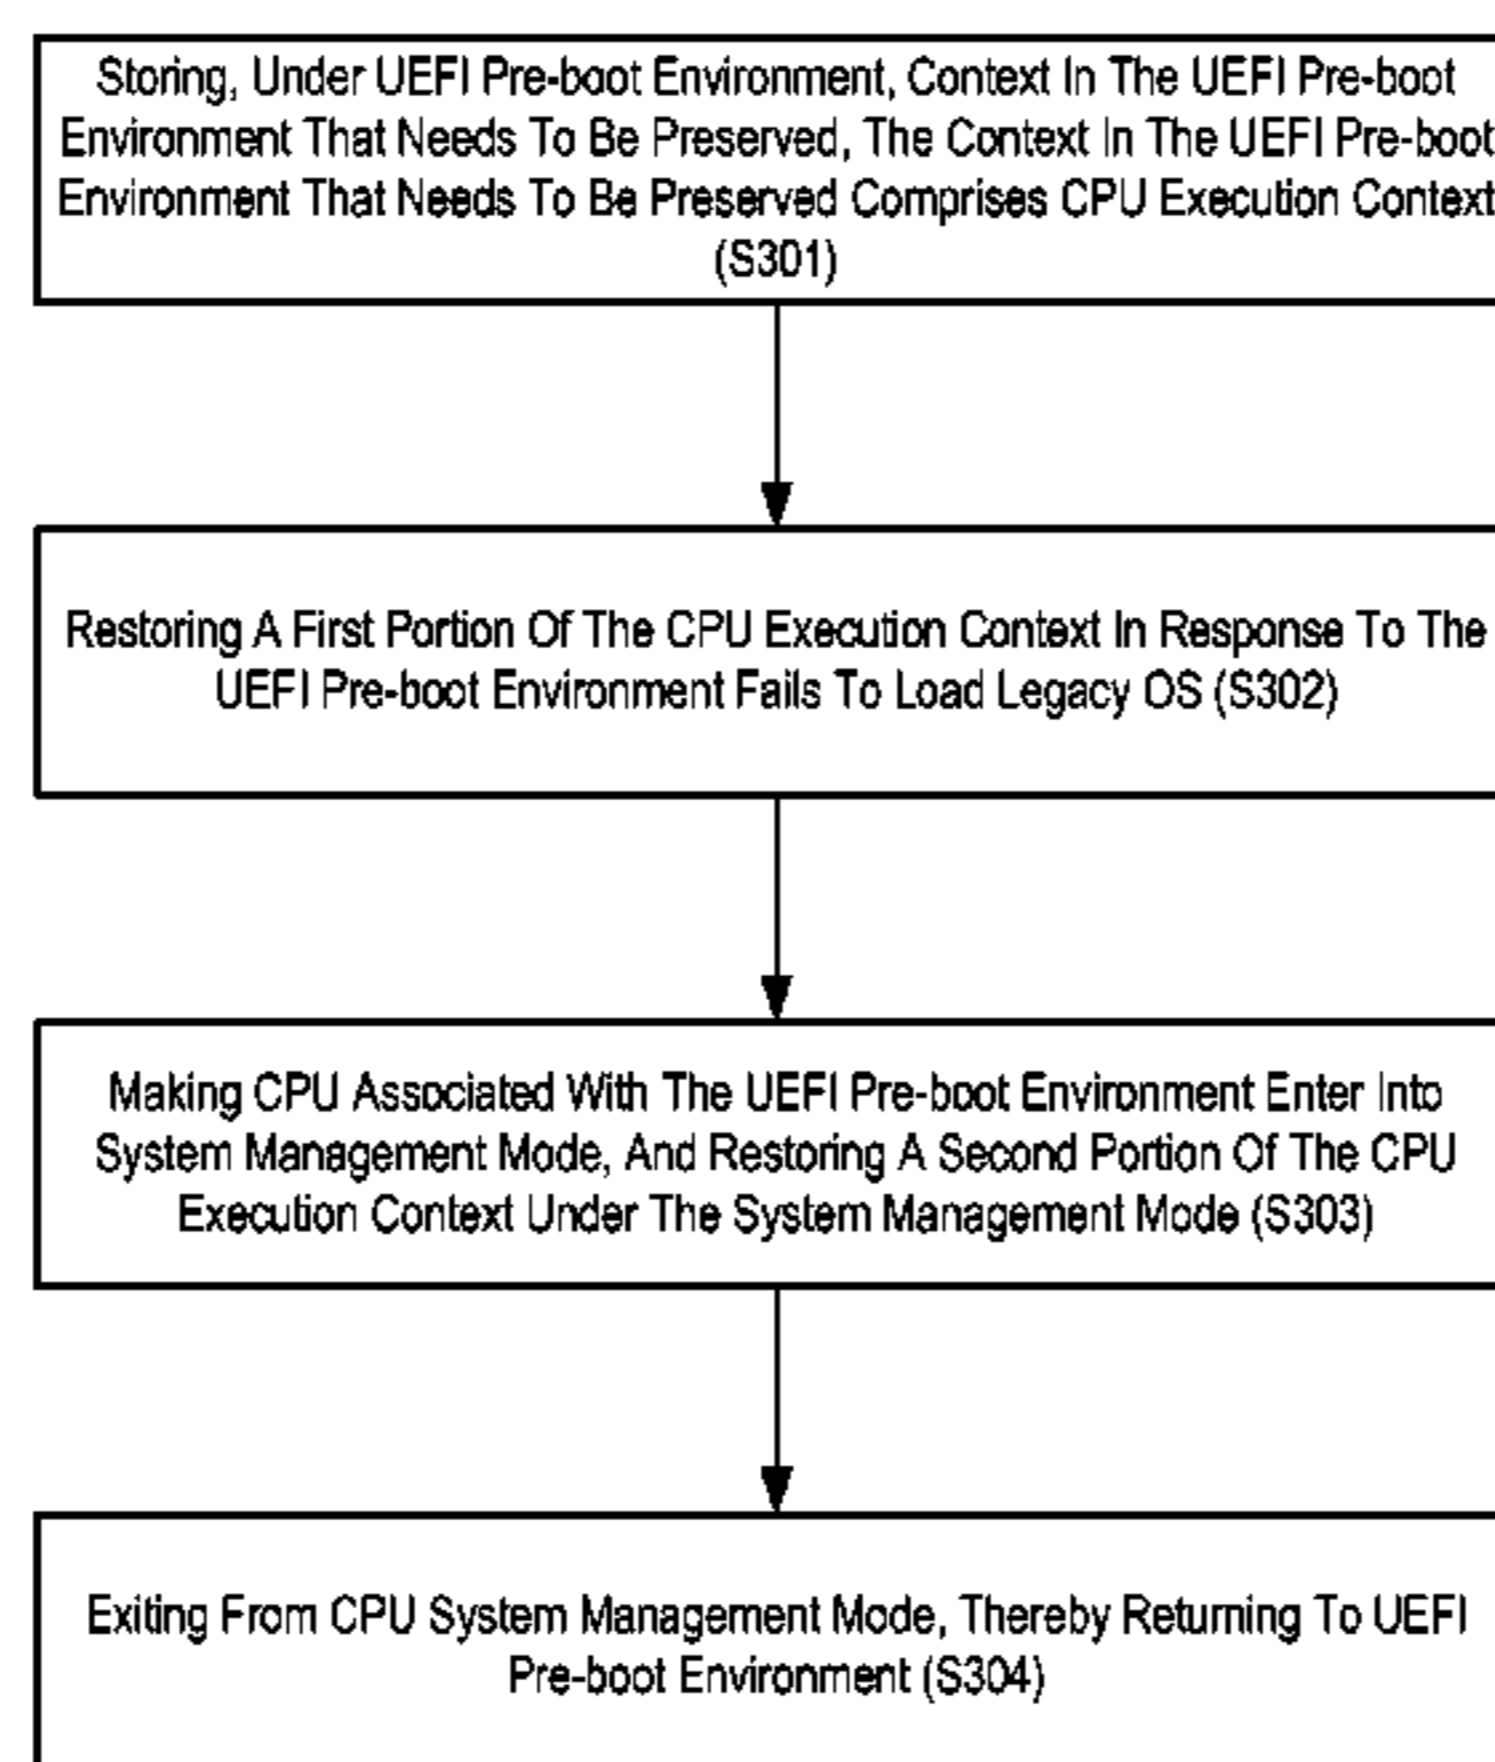 Storing, Under UEFI Pre-boot Environment, Context In The UEFI Pre-boot
Environment That Needs To Be Preserved, The Context In The UEFI Pre-boot
Environment That Needs To Be Preserved Comprises CPU Execution Context
(S301)
Restoring A First Portion Of The CPU Execution Context In Response To The
UEFI Pre-boot Environment Fails To Load Legacy OS (S302)
Making CPU Associated With The UEFI Pre-boot Environment Enter Into
System Management Mode, And Restoring A Second Portion Of The CPU
Execution Context Under The System Management Mode (S303)
Exiting From CPU System Management Mode, Thereby Returning To UEFI
Pre-boot Environment (S304)